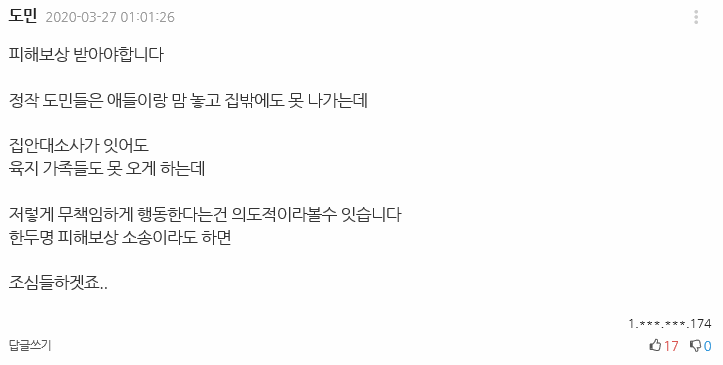 도민 2020-03-27 01:01:26
피해보상 받아야합니다
정작 도민들은 애들이랑 맘 놓고 집밖에도 못 나가는데
집안대소사가 잇어도
육지 가족들도 못 오게 하는데
저렇게 무책임하게 행동한다는건 의도적이라볼수 잇습니다
한두명 피해보상 소송이라도 하면
조심들하겟죠..
1.***.***.174
답글쓰기 17 0